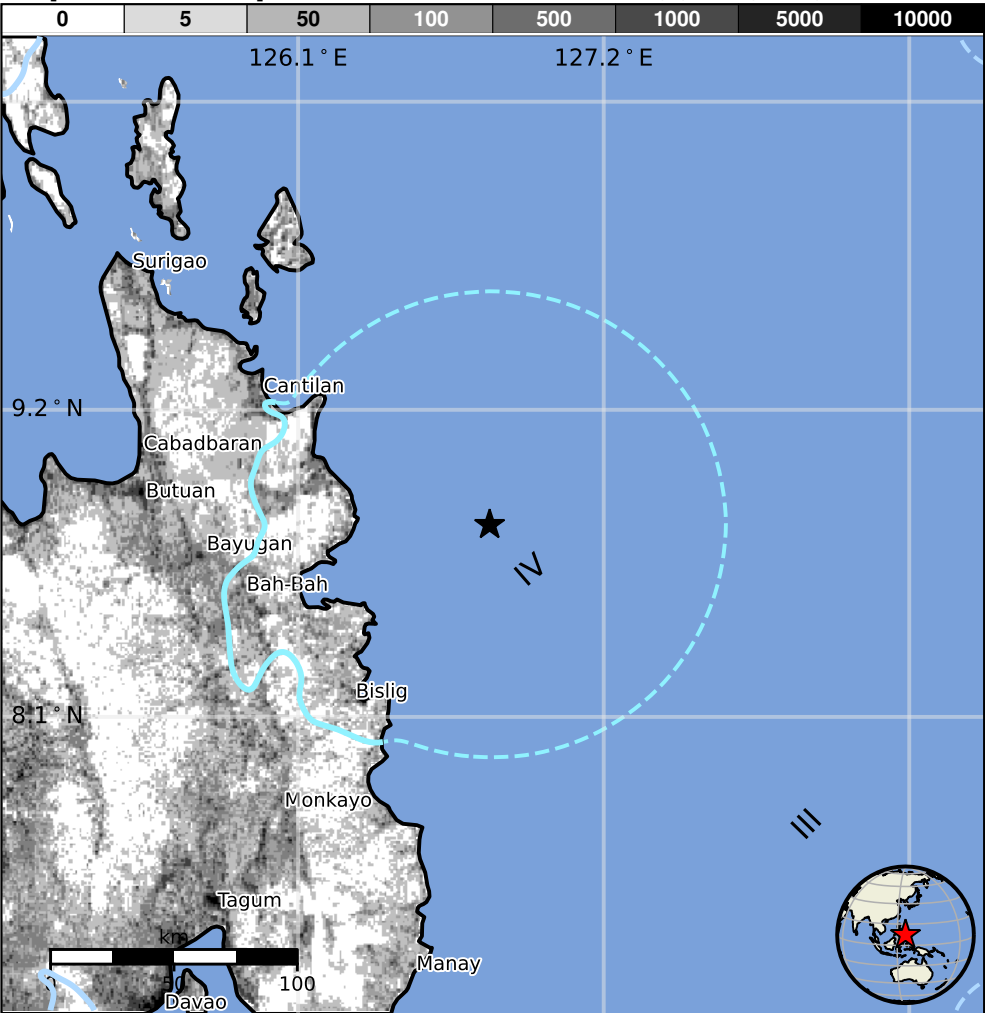 0 5 50 100 500 1000 5000 10000
126.1°E 127.2°E
Surigao
Cantilan
9.2°N
Cabadbaran
Butuan
Bayugan
IV
Bah-Bah
Bislig
8.1°N
Monkayo
III
Tagum
km
Manay
0 50 100
Davao